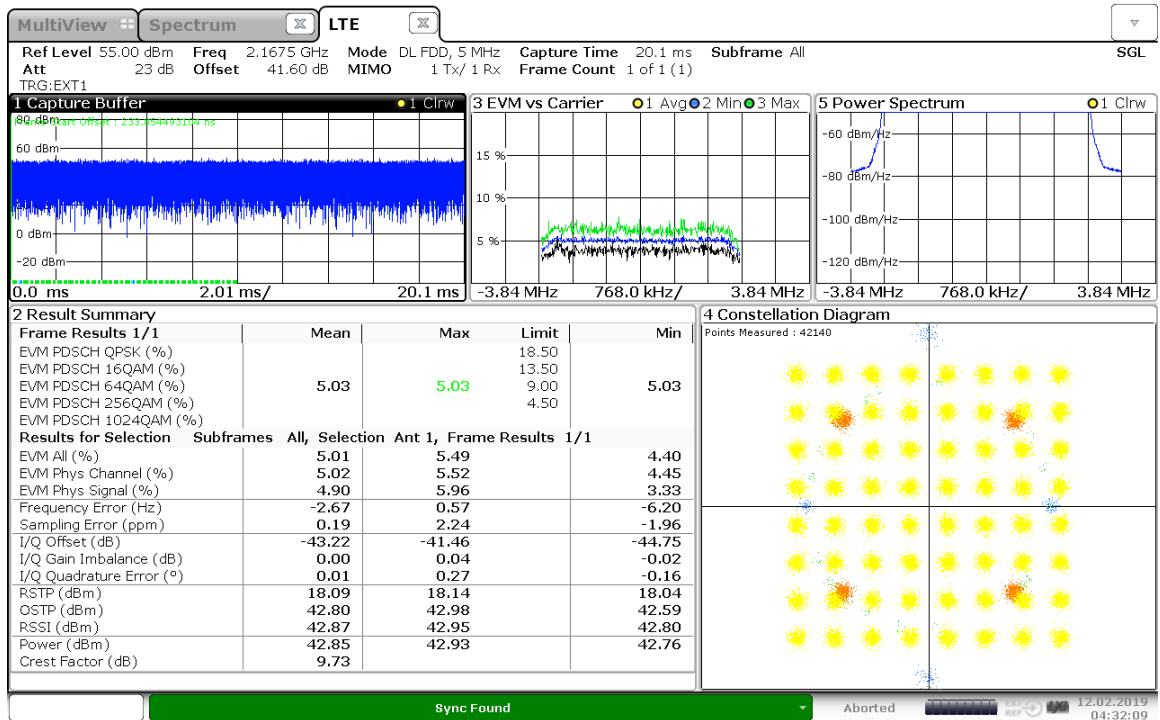 MultiView Spectrum LTE
Ref Level 55.00 dBm Freq 2.1675 GHz Mode DL FDD, 5 MHz Capture Time 20.1 ms Subframe All SGL
Att 23 dB Offset 41.60 dB MIMO 1 Tx/ 1 Rx Frame Count 1 of 1 (1)
TRG:EXT1
1 Capture Buffer 1 Clrw
80 dBm
Frame Start Offset : 233.854493104 ns
60 dBm
0 dBm
-20 dBm
0.0 ms 2.01 ms/ 20.1 ms
3 EVM vs Carrier 1 Avg 2 Min 3 Max
15 %
10 %
5 %
-3.84 MHz 768.0 kHz/ 3.84 MHz
5 Power Spectrum 1 Clrw
-60 dBm/Hz
-80 dBm/Hz
-100 dBm/Hz
-120 dBm/Hz
-3.84 MHz 768.0 kHz/ 3.84 MHz
2 Result Summary
Frame Results 1/1 Mean Max Limit Min
EVM PDSCH QPSK (%) 18.50
EVM PDSCH 16QAM (%) 13.50
EVM PDSCH 64QAM (%) 5.03 5.03 9.00 5.03
EVM PDSCH 256QAM (%) 4.50
EVM PDSCH 1024QAM (%)
Results for Selection Subframes All, Selection Ant 1, Frame Results 1/1
EVM All (%) 5.01 5.49 4.40
EVM Phys Channel (%) 5.02 5.52 4.45
EVM Phys Signal (%) 4.90 5.96 3.33
Frequency Error (Hz) -2.67 0.57 -6.20
Sampling Error (ppm) 0.19 2.24 -1.96
I/Q Offset (dB) -43.22 -41.46 -44.75
I/Q Gain Imbalance (dB) 0.00 0.04 -0.02
I/Q Quadrature Error (°) 0.01 0.27 -0.16
RSTP (dBm) 18.09 18.14 18.04
OSTP (dBm) 42.80 42.98 42.59
RSSI (dBm) 42.87 42.95 42.80
Power (dBm) 42.85 42.93 42.76
Crest Factor (dB) 9.73
4 Constellation Diagram
Points Measured : 42140
Sync Found
Aborted
12.02.2019
04:32:09